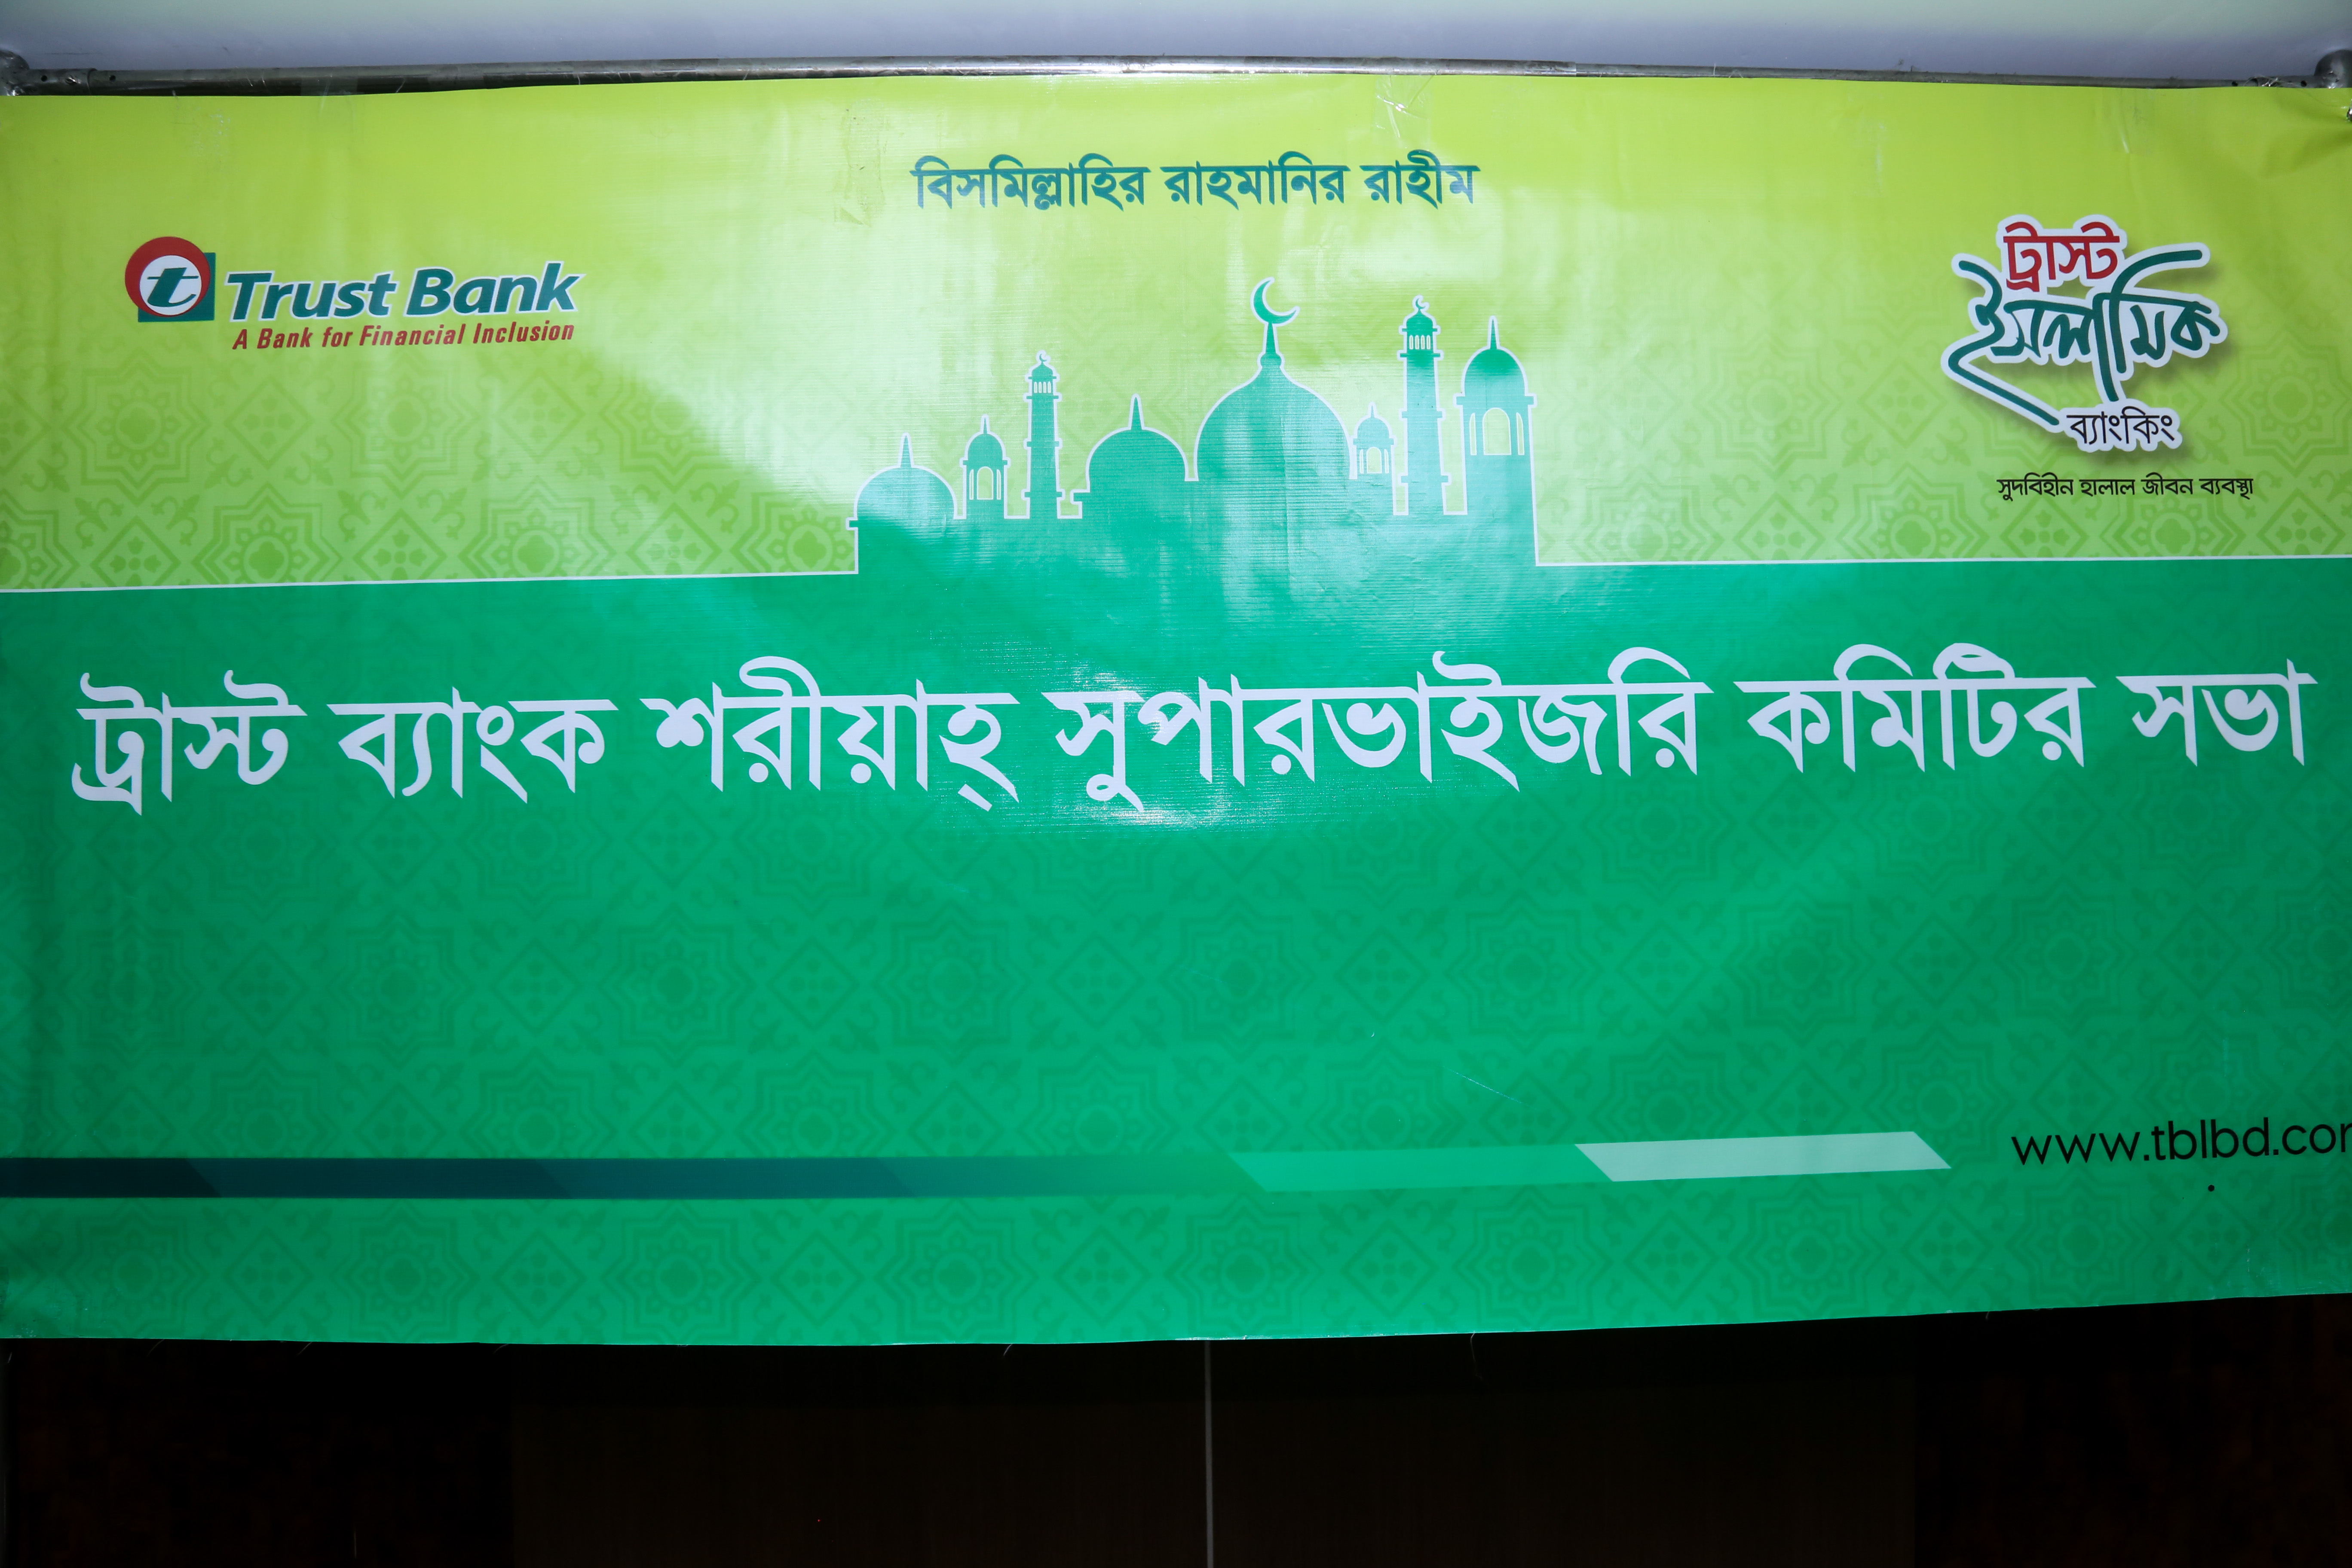 বিসমিল্লাহির রাহমানির রাহীম
t Trust Bank
A Bank for Financial Inclusion
ট্রাস্ট
ইসলামিক
ব্যাংকিং
সুদবিহীন হালাল জীবন ব্যবস্থা
ট্রাস্ট ব্যাংক শরীয়াহ্ সুপারভাইজরি কমিটির সভা
www.tblbd.com